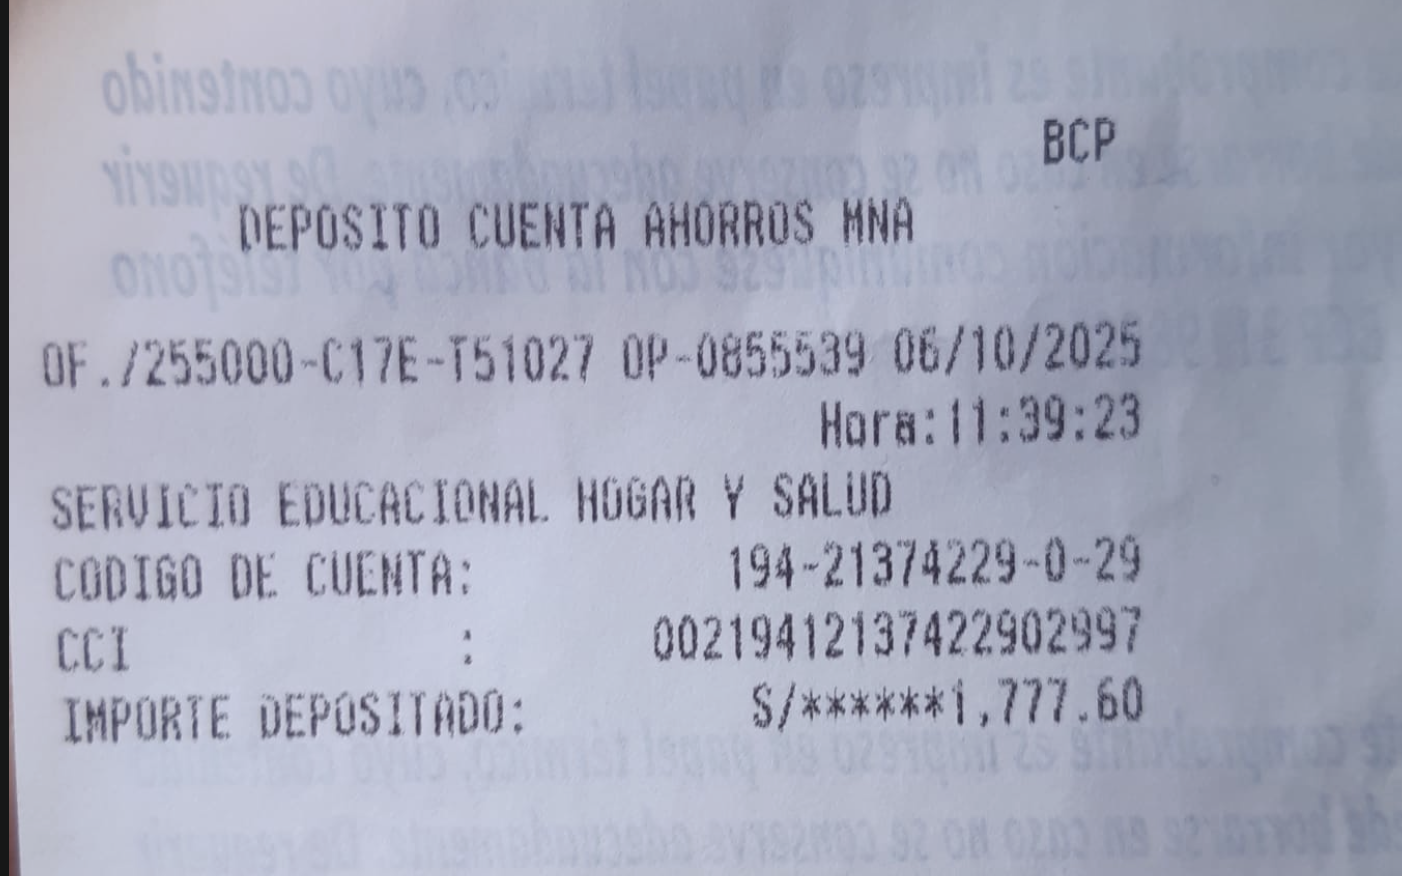 BCP
DEPOSITO CUENTA AHORROS MNA
OF./255000-C17E-T51027 OP-0855539 06/10/2025
Hora:11:39:23
SERVICIO EDUCACIONAL HOGAR Y SALUD
CODIGO DE CUENTA: 194-21374229-0-29
CCI : 00219412137422902997
IMPORTE DEPOSITADO: S/******1,777.60